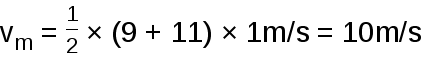 vₘ = ½ × (9 + 11) × 1m/s = 10m/s